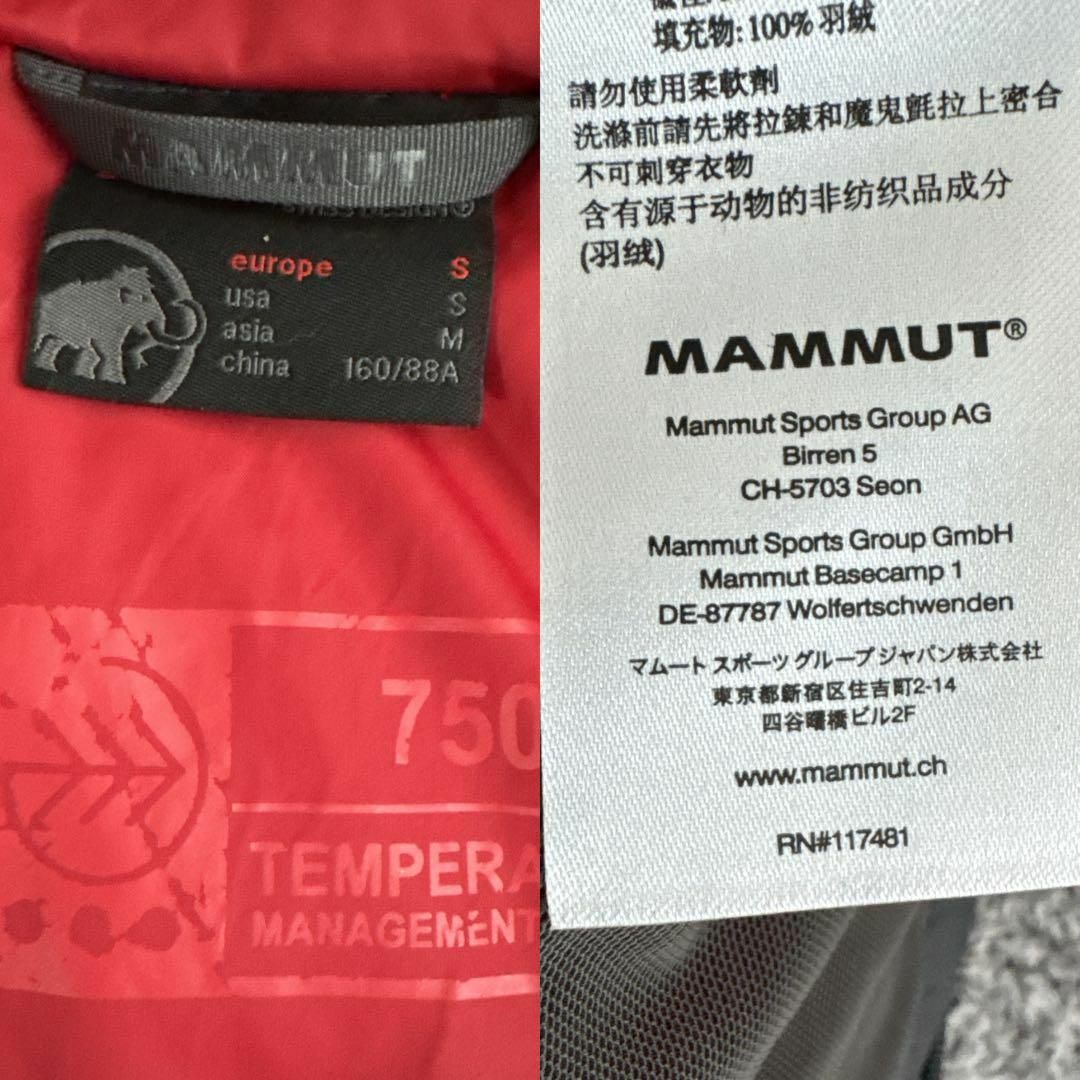 MAMMUT
SWISS DESIGN
europe S
usa S
asia M
china 160/88A
750
TEMPERA
MANAGEMENT
填充物: 100% 羽絨
請勿使用柔軟劑
洗滌前請先將拉鍊和魔鬼氈拉上密合
不可刺穿衣物
含有源于动物的非纺织品成分
(羽绒)
MAMMUT®
Mammut Sports Group AG
Birren 5
CH-5703 Seon
Mammut Sports Group GmbH
Mammut Basecamp 1
DE-87787 Wolfertschwenden
マムート スポーツ グループ ジャパン株式会社
東京都新宿区住吉町2-14
四谷曙橋ビル2F
www.mammut.ch
RN#117481